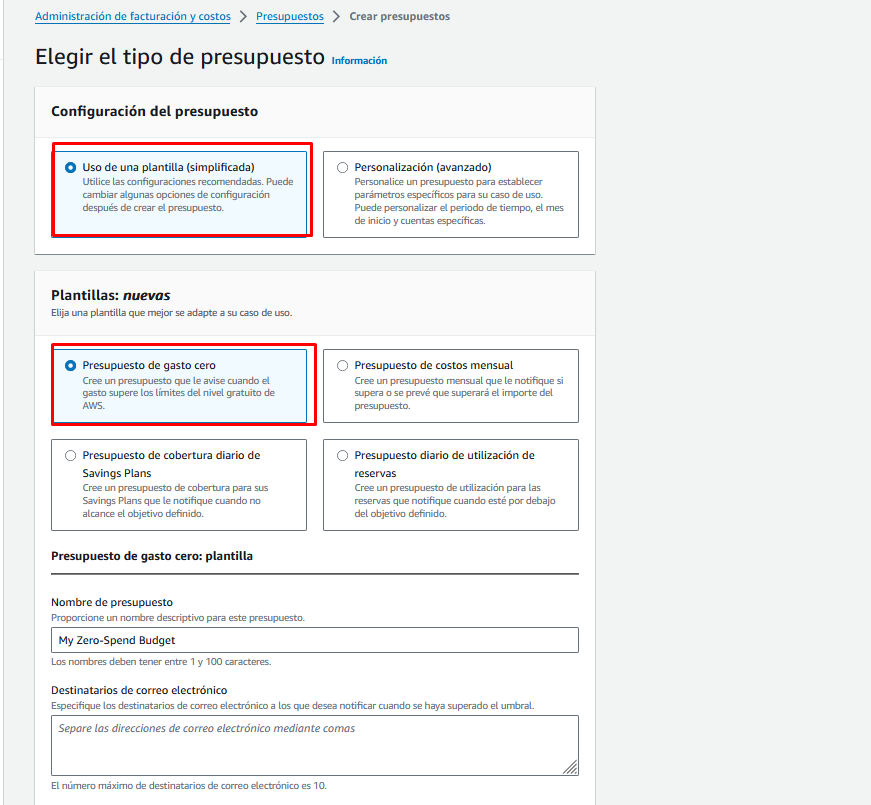 Administración de facturación y costos > Presupuestos > Crear presupuestos
Elegir el tipo de presupuesto Información
Configuración del presupuesto
Uso de una plantilla (simplificada)
Utilice las configuraciones recomendadas. Puede
cambiar algunas opciones de configuración
después de crear el presupuesto.
Personalización (avanzado)
Personalice un presupuesto para establecer
parámetros específicos para su caso de uso.
Puede personalizar el periodo de tiempo, el mes
de inicio y cuentas específicas.
Plantillas: nuevas
Elija una plantilla que mejor se adapte a su caso de uso.
Presupuesto de gasto cero
Cree un presupuesto que le avise cuando el
gasto supere los límites del nivel gratuito de
AWS.
Presupuesto de costos mensual
Cree un presupuesto mensual que le notifique si
supera o se prevé que superará el importe del
presupuesto.
Presupuesto de cobertura diario de
Savings Plans
Cree un presupuesto de cobertura para sus
Savings Plans que le notifique cuando no
alcance el objetivo definido.
Presupuesto diario de utilización de
reservas
Cree un presupuesto de utilización para las
reservas que notifique cuando esté por debajo
del objetivo definido.
Presupuesto de gasto cero: plantilla
Nombre de presupuesto
Proporcione un nombre descriptivo para este presupuesto.
My Zero-Spend Budget
Los nombres deben tener entre 1 y 100 caracteres.
Destinatarios de correo electrónico
Especifique los destinatarios de correo electrónico a los que desea notificar cuando se haya superado el umbral.
Separe las direcciones de correo electrónico mediante comas
El número máximo de destinatarios de correo electrónico es 10.